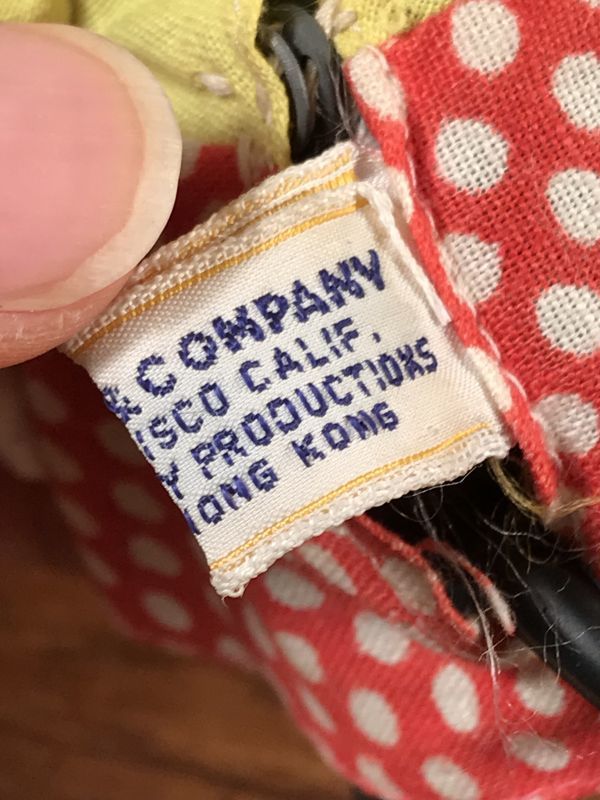 & COMPANY
ISCO CALIF.
Y PRODUCTIONS
HONG KONG